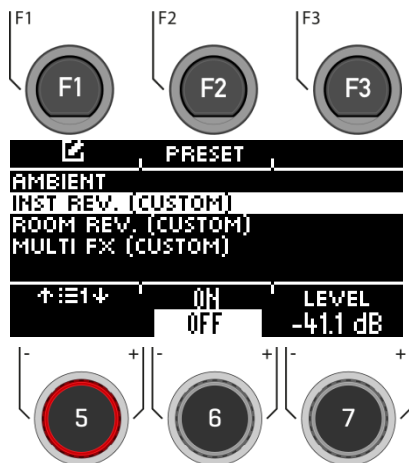 F1 F2 F3
F1 F2 F3
PRESET
AMBIENT
INST REV. (CUSTOM)
ROOM REV. (CUSTOM)
MULTI FX (CUSTOM)
↑ 1↓ ON LEVEL
OFF -41.1 dB
- + - + - +
5 6 7